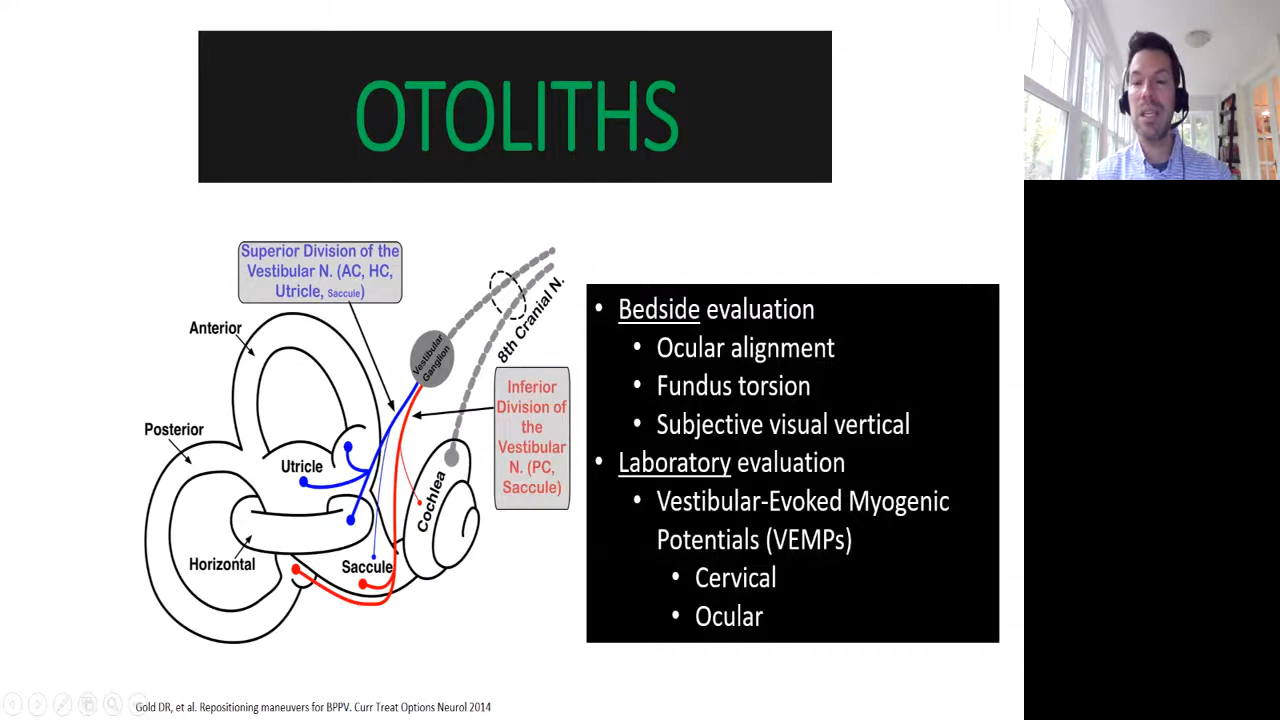 OTOLITHS
Superior Division of the
Vestibular N. (AC, HC,
Utricle, Saccule)
Anterior
Vestibular
Ganglion
8th Cranial N.
Posterior
Utricle
Inferior
Division of
the
Vestibular
N. (PC,
Saccule)
Cochlea
Horizontal
Saccule
• Bedside evaluation
• Ocular alignment
• Fundus torsion
• Subjective visual vertical
• Laboratory evaluation
• Vestibular-Evoked Myogenic
Potentials (VEMPs)
• Cervical
• Ocular
Gold DR, et al. Repositioning maneuvers for BPPV. Curr Treat Options Neurol 2014